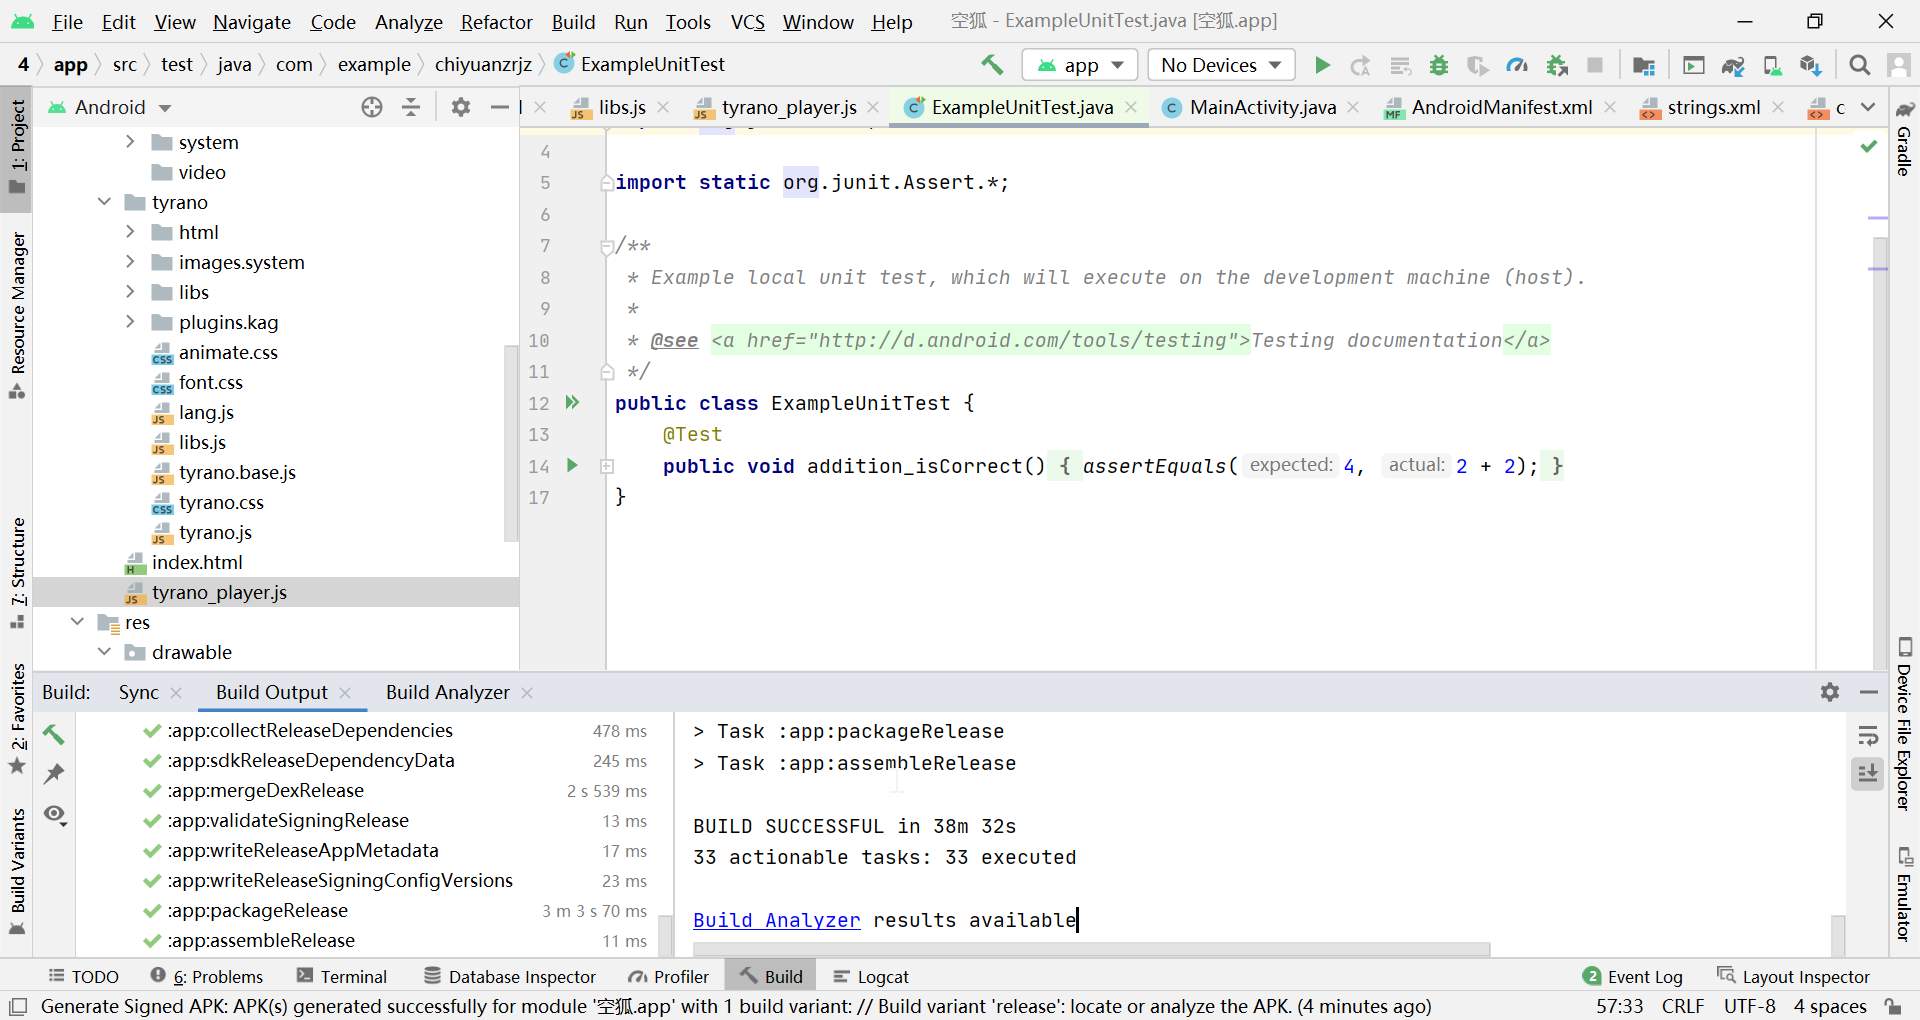 File Edit View Navigate Code Analyze Refactor Build Run Tools VCS Window Help 空狐 - ExampleUnitTest.java [空狐.app]
4 app src test java com example chiyuanzrjz ExampleUnitTest app No Devices
1: Project
Resource Manager
7: Structure
2: Favorites
Build Variants
Android
system
video
tyrano
html
images.system
libs
plugins.kag
animate.css
font.css
lang.js
libs.js
tyrano.base.js
tyrano.css
tyrano.js
index.html
tyrano_player.js
res
drawable
libs.js tyrano_player.js ExampleUnitTest.java MainActivity.java AndroidManifest.xml strings.xml c
4
5 import static org.junit.Assert.*;
6
7 /**
8 * Example local unit test, which will execute on the development machine (host).
9 *
10 * @see <a href="http://d.android.com/tools/testing">Testing documentation</a>
11 */
12 public class ExampleUnitTest {
13 @Test
14 public void addition_isCorrect() { assertEquals( expected: 4, actual: 2 + 2); }
17 }
Gradle
Device File Explorer
Emulator
Build: Sync Build Output Build Analyzer
:app:collectReleaseDependencies 478 ms
:app:sdkReleaseDependencyData 245 ms
:app:mergeDexRelease 2 s 539 ms
:app:validateSigningRelease 13 ms
:app:writeReleaseAppMetadata 17 ms
:app:writeReleaseSigningConfigVersions 23 ms
:app:packageRelease 3 m 3 s 70 ms
:app:assembleRelease 11 ms
> Task :app:packageRelease
> Task :app:assembleRelease
BUILD SUCCESSFUL in 38m 32s
33 actionable tasks: 33 executed
Build Analyzer results available
TODO 6: Problems Terminal Database Inspector Profiler Build Logcat 2 Event Log Layout Inspector
Generate Signed APK: APK(s) generated successfully for module '空狐.app' with 1 build variant: // Build variant 'release': locate or analyze the APK. (4 minutes ago) 57:33 CRLF UTF-8 4 spaces